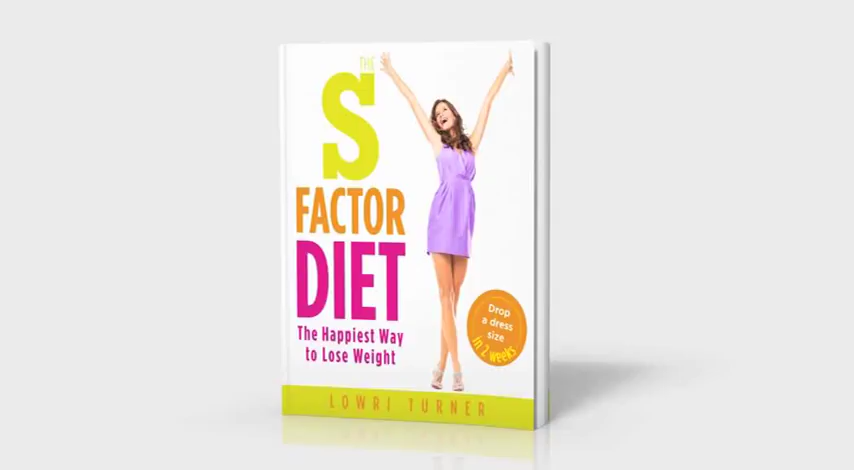 THE
S
FACTOR
DIET
The Happiest Way
to Lose Weight
Drop
a dress
size
in 2 weeks
LOWRI TURNER